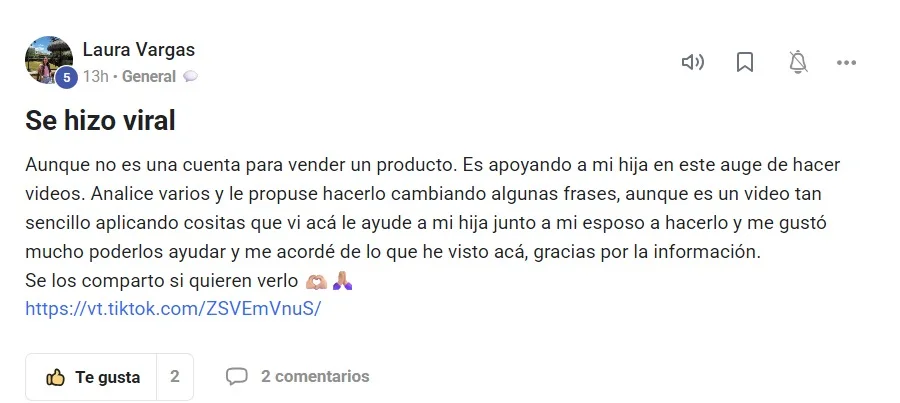 Laura Vargas
5
13h • General 💬
Se hizo viral
Aunque no es una cuenta para vender un producto. Es apoyando a mi hija en este auge de hacer
videos. Analice varios y le propuse hacerlo cambiando algunas frases, aunque es un video tan
sencillo aplicando cositas que vi acá le ayude a mi hija junto a mi esposo a hacerlo y me gustó
mucho poderlos ayudar y me acordé de lo que he visto acá, gracias por la información.
Se los comparto si quieren verlo 🫶🏼🙏🏼
https://vt.tiktok.com/ZSVEmVnuS/
Te gusta 2
2 comentarios